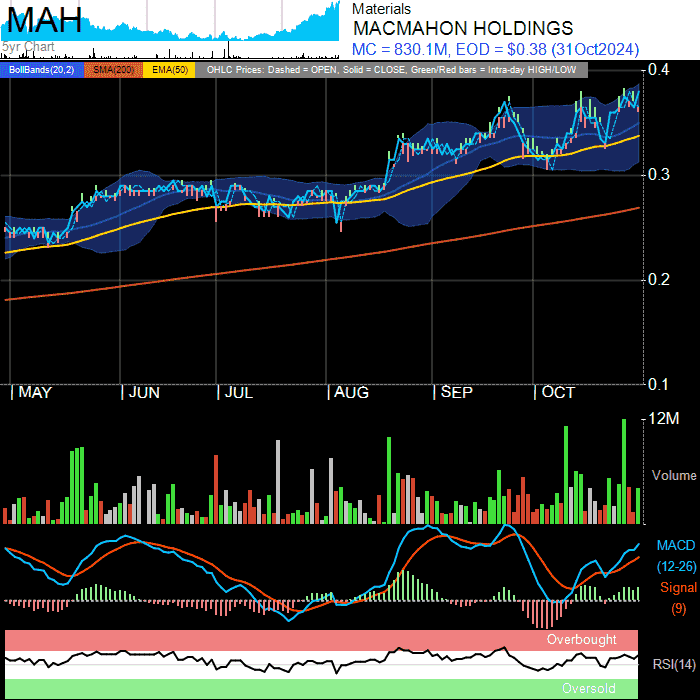 MAH
5yr Chart
Materials
MACMAHON HOLDINGS
MC = 830.1M, EOD = $0.38 (31Oct2024)
BollBands(20,2) SMA(200) EMA(50) OHLC Prices: Dashed = OPEN, Solid = CLOSE, Green/Red bars = Intra-day HIGH/LOW
0.4
0.3
0.2
0.1
| MAY | JUN | JUL | AUG | SEP | OCT
12M
Volume
MACD
(12-26)
Signal
(9)
Overbought
RSI(14)
Oversold